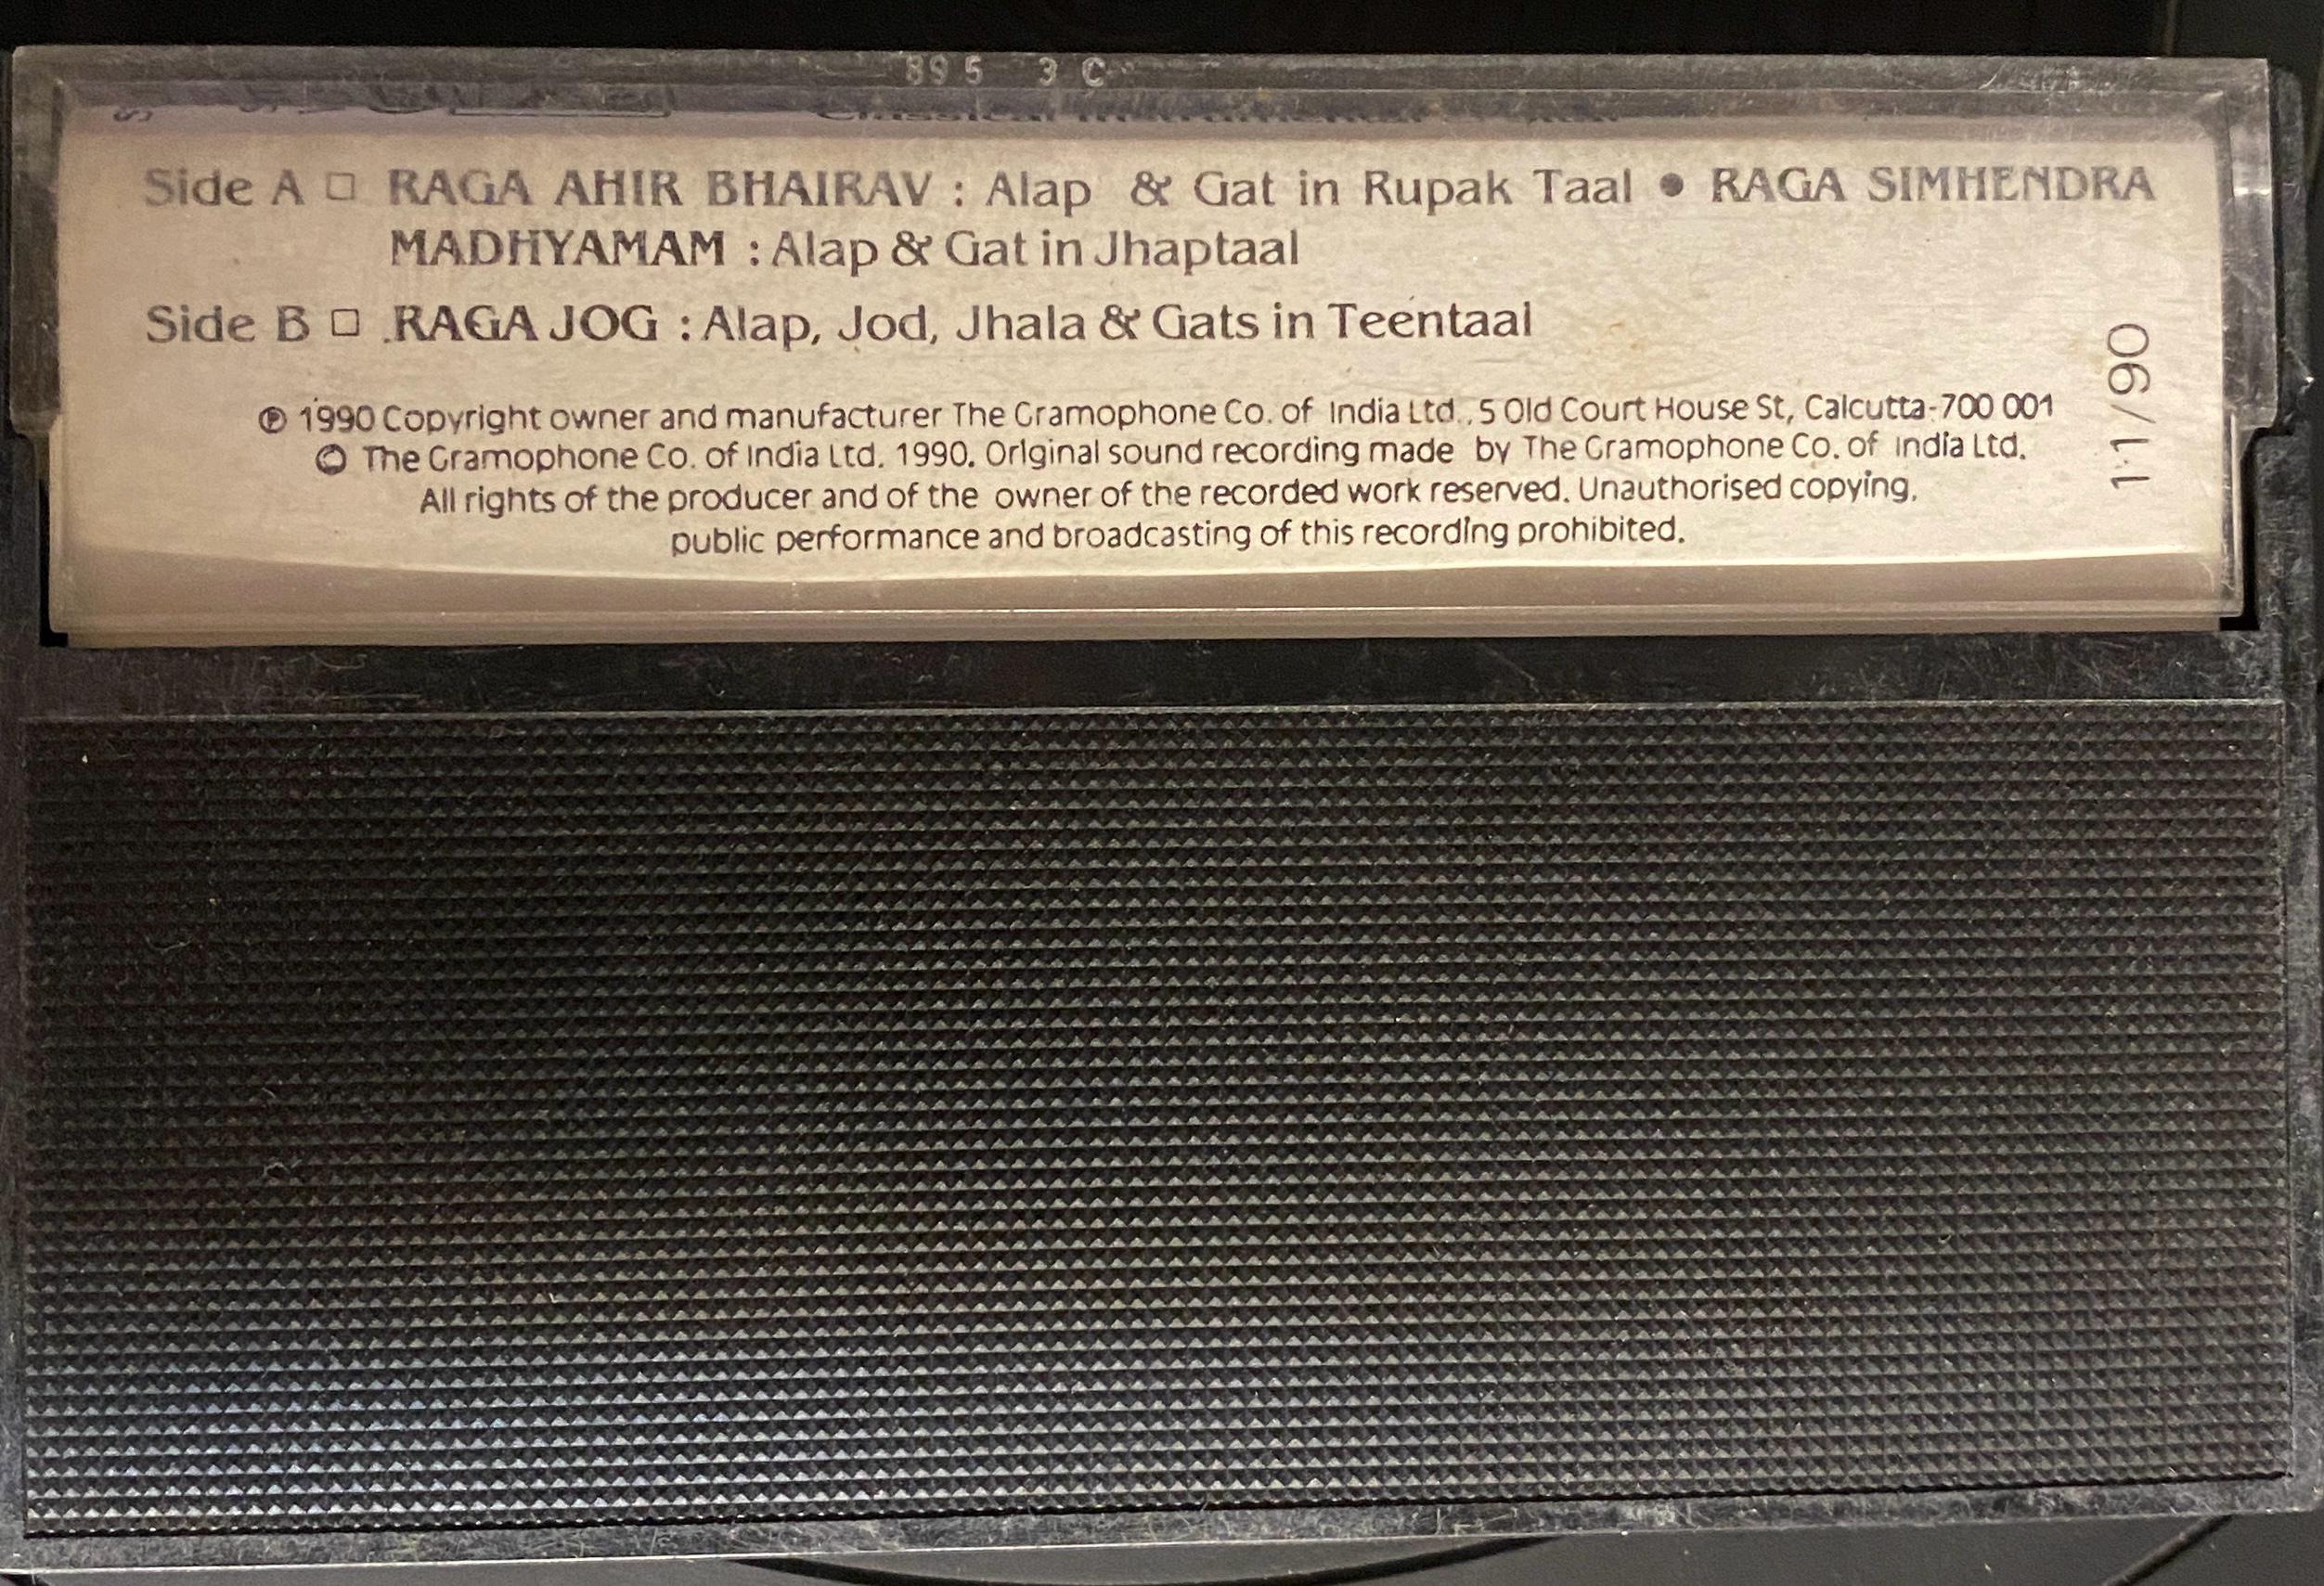 895 3 C
Classical Instrumental
Side A □ RAGA AHIR BHAIRAV : Alap & Gat in Rupak Taal ● RAGA SIMHENDRA
MADHYAMAM : Alap & Gat in Jhaptaal
Side B □ RAGA JOG : Alap, Jod, Jhala & Gats in Teentaal
℗ 1990 Copyright owner and manufacturer The Gramophone Co. of India Ltd., 5 Old Court House St, Calcutta-700 001
© The Gramophone Co. of India Ltd. 1990. Original sound recording made by The Gramophone Co. of India Ltd.
All rights of the producer and of the owner of the recorded work reserved. Unauthorised copying,
public performance and broadcasting of this recording prohibited.
11/90